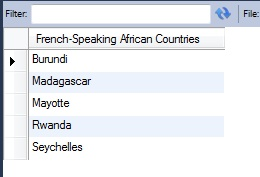 Filter: File:
French-Speaking African Countries
Burundi
Madagascar
Mayotte
Rwanda
Seychelles